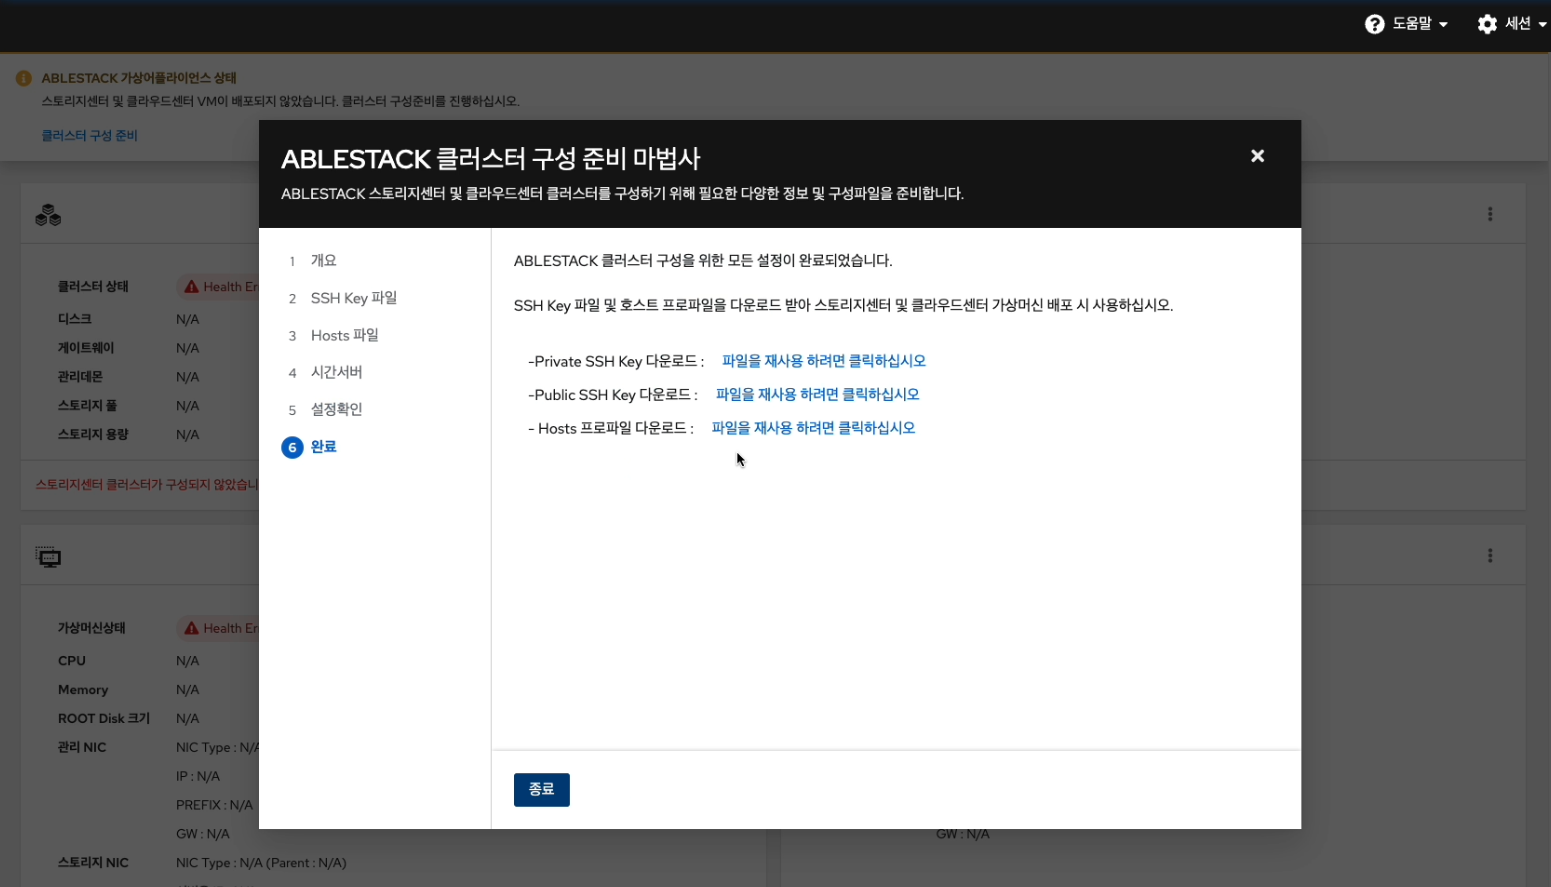 도움말
세션
ABLESTACK 가상어플라이언스 상태
스토리지센터 및 클라우드센터 VM이 배포되지 않았습니다. 클러스터 구성준비를 진행하십시오.
클러스터 구성 준비
ABLESTACK 클러스터 구성 준비 마법사
ABLESTACK 스토리지센터 및 클라우드센터 클러스터를 구성하기 위해 필요한 다양한 정보 및 구성파일을 준비합니다.
1 개요
2 SSH Key 파일
3 Hosts 파일
4 시간서버
5 설정확인
6 완료
ABLESTACK 클러스터 구성을 위한 모든 설정이 완료되었습니다.
SSH Key 파일 및 호스트 프로파일을 다운로드 받아 스토리지센터 및 클라우드센터 가상머신 배포 시 사용하십시오.
-Private SSH Key 다운로드 : 파일을 재사용 하려면 클릭하십시오
-Public SSH Key 다운로드 : 파일을 재사용 하려면 클릭하십시오
- Hosts 프로파일 다운로드 : 파일을 재사용 하려면 클릭하십시오
종료
클러스터 상태 Health Er
디스크 N/A
게이트웨이 N/A
관리데몬 N/A
스토리지 풀 N/A
스토리지 용량 N/A
스토리지센터 클러스터가 구성되지 않았습니
가상머신상태 Health Er
CPU N/A
Memory N/A
ROOT Disk 크기 N/A
관리 NIC NIC Type : N/A
IP : N/A
PREFIX : N/A
GW : N/A
스토리지 NIC NIC Type : N/A (Parent : N/A)
GW : N/A